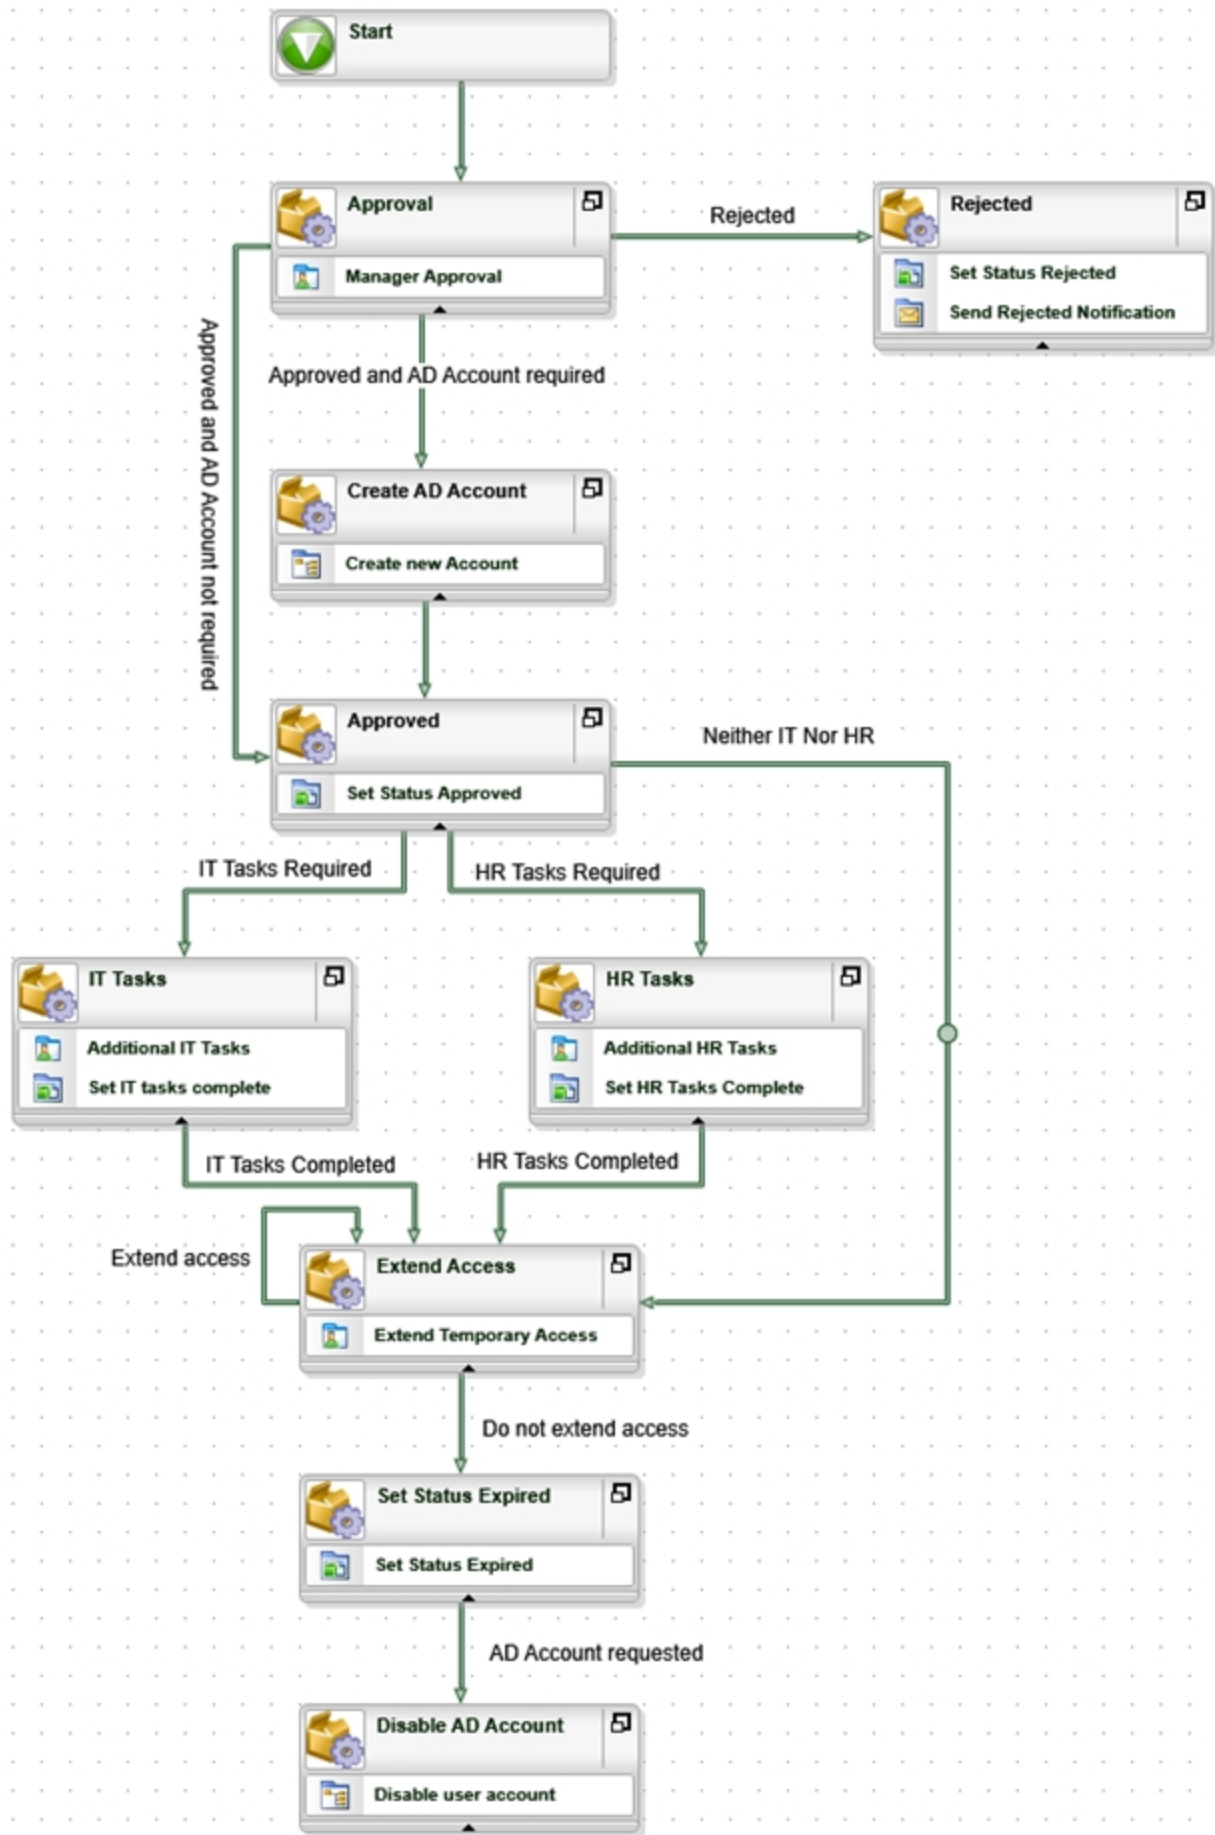 Start
Approval
Manager Approval
Rejected
Rejected
Set Status Rejected
Send Rejected Notification
Approved and AD Account not required
Approved and AD Account required
Create AD Account
Create new Account
Approved
Set Status Approved
Neither IT Nor HR
IT Tasks Required
HR Tasks Required
IT Tasks
Additional IT Tasks
Set IT tasks complete
HR Tasks
Additional HR Tasks
Set HR Tasks Complete
IT Tasks Completed
HR Tasks Completed
Extend access
Extend Access
Extend Temporary Access
Do not extend access
Set Status Expired
Set Status Expired
AD Account requested
Disable AD Account
Disable user account